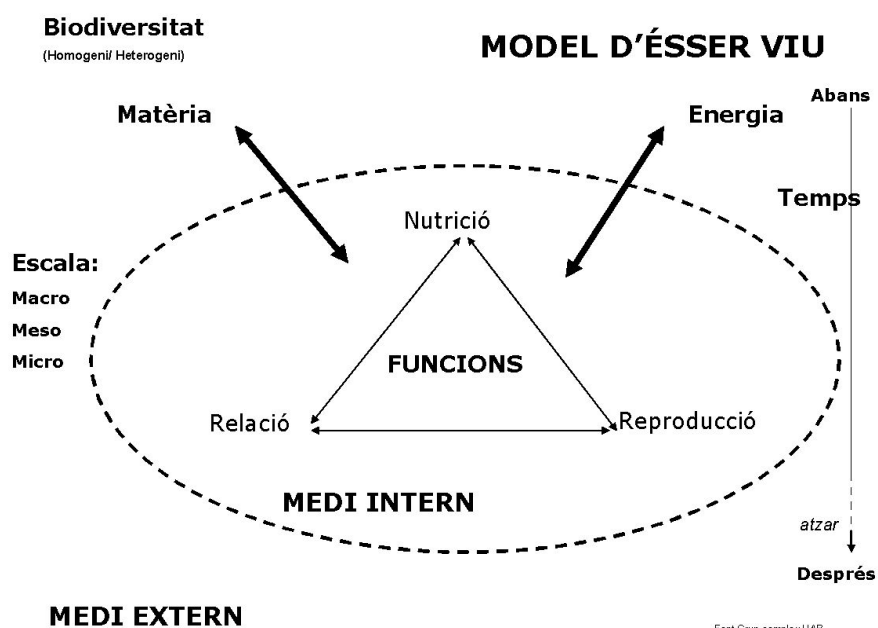 Biodiversitat
(Homogeni/ Heterogeni)
MODEL D'ÉSSER VIU
Abans
Matèria
Energia
Temps
Nutrició
Escala:
Macro
Meso
Micro
FUNCIONS
Relació
Reproducció
MEDI INTERN
atzar
Després
MEDI EXTERN